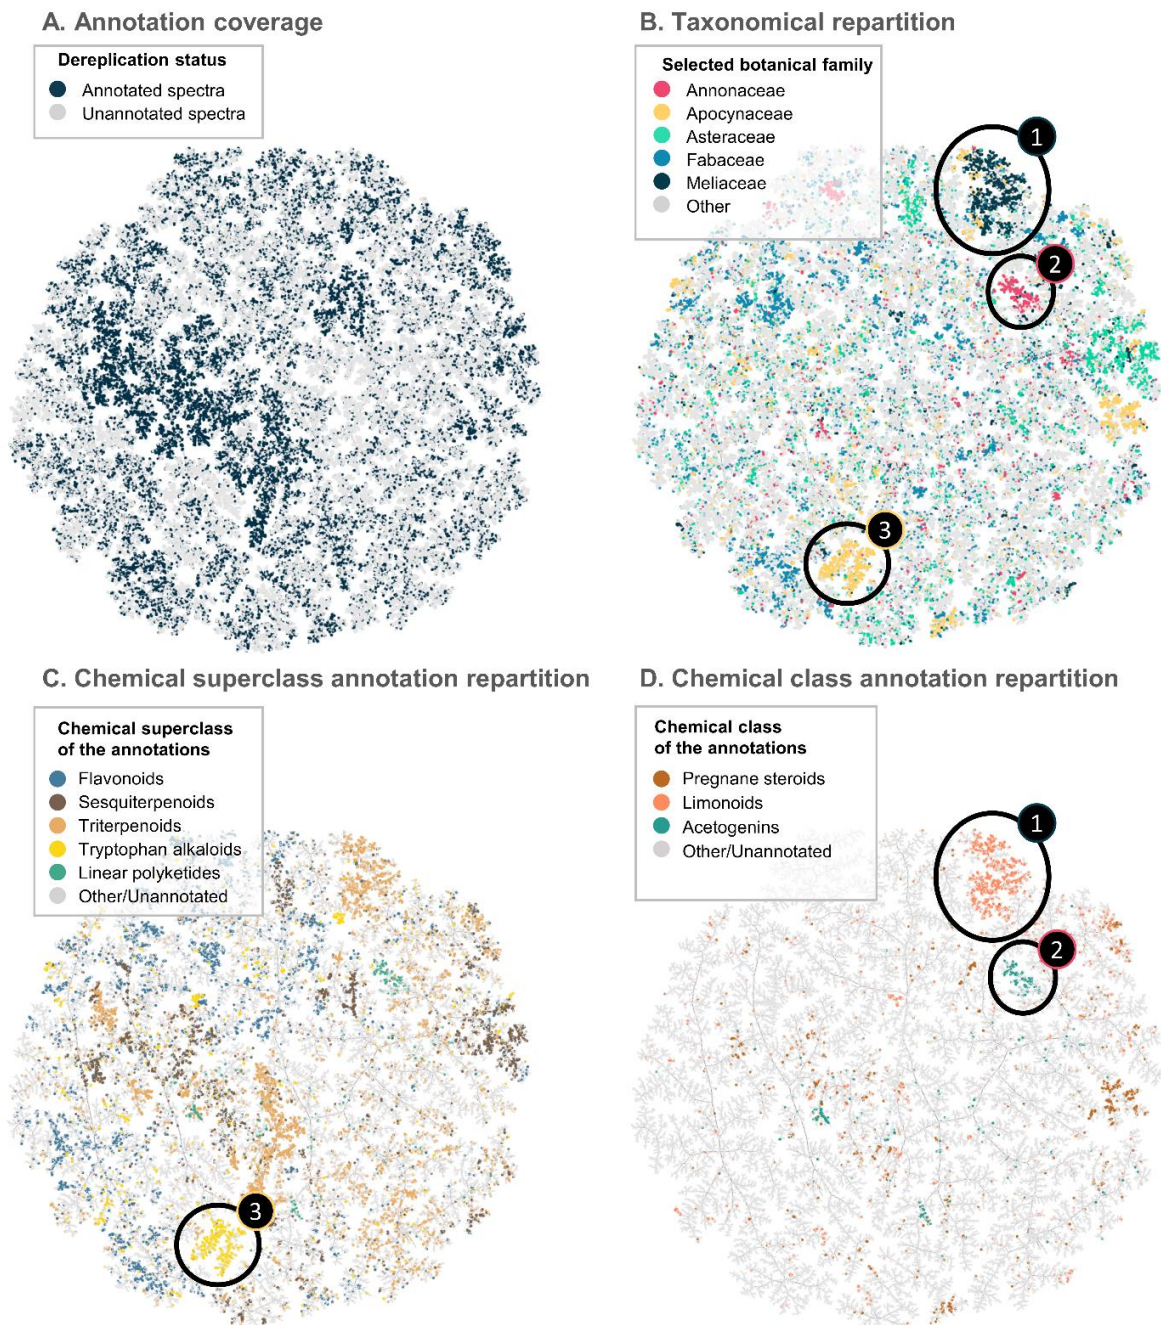 A. Annotation coverage
Dereplication status
Annotated spectra
Unannotated spectra
B. Taxonomical repartition
Selected botanical family
Annonaceae
Apocynaceae
Asteraceae
Fabaceae
Meliaceae
Other
1
2
3
C. Chemical superclass annotation repartition
Chemical superclass
of the annotations
Flavonoids
Sesquiterpenoids
Triterpenoids
Tryptophan alkaloids
Linear polyketides
Other/Unannotated
3
D. Chemical class annotation repartition
Chemical class
of the annotations
Pregnane steroids
Limonoids
Acetogenins
Other/Unannotated
1
2